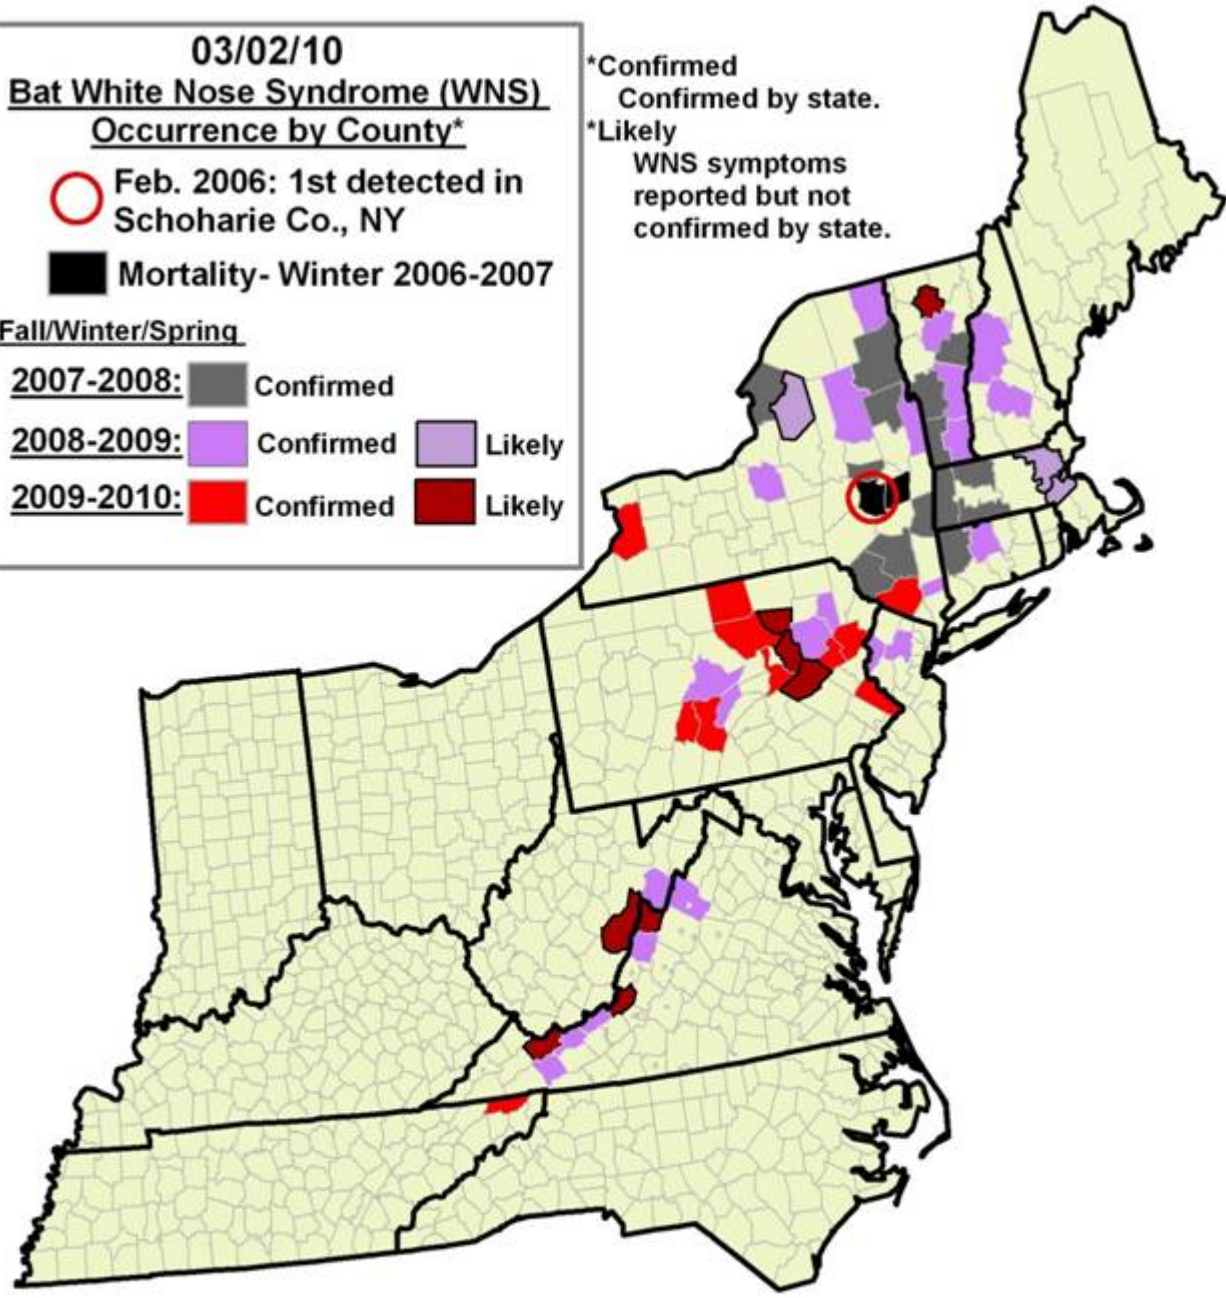 03/02/10
Bat White Nose Syndrome (WNS)
Occurrence by County*
Feb. 2006: 1st detected in
Schoharie Co., NY
Mortality- Winter 2006-2007
Fall/Winter/Spring
2007-2008: Confirmed
2008-2009: Confirmed Likely
2009-2010: Confirmed Likely
*Confirmed
Confirmed by state.
*Likely
WNS symptoms
reported but not
confirmed by state.